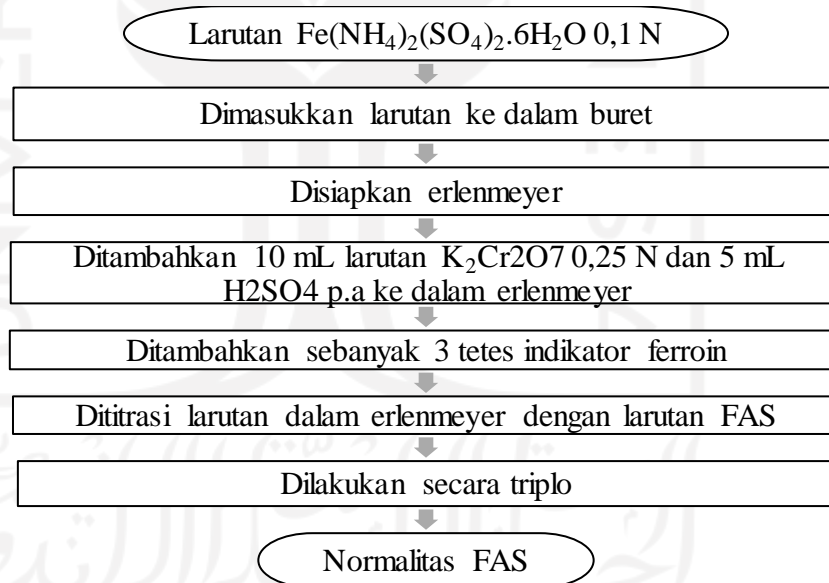 Larutan Fe(NH₄)₂(SO₄)₂.6H₂O 0,1 N
Dimasukkan larutan ke dalam buret
Disiapkan erlenmeyer
Ditambahkan 10 mL larutan K₂Cr2O7 0,25 N dan 5 mL
H2SO4 p.a ke dalam erlenmeyer
Ditambahkan sebanyak 3 tetes indikator ferroin
Dititrasi larutan dalam erlenmeyer dengan larutan FAS
Dilakukan secara triplo
Normalitas FAS